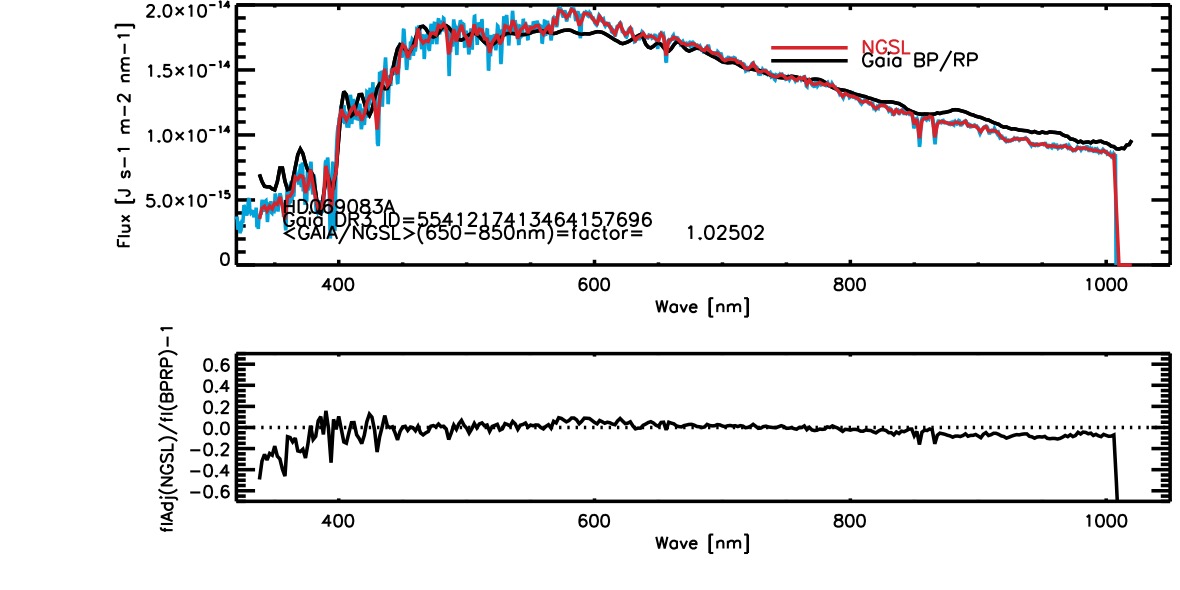 2.0×10−14
1.5×10−14
1.0×10−14
5.0×10−15
0
Flux [J s−1 m−2 nm−1]
NGSL
Gaia BP/RP
HD069083A
Gaia DR3 ID=5541217413464157696
<GAIA/NGSL>(650−850nm)=factor= 1.02502
400 600 800 1000
Wave [nm]
flAdj(NGSL)/fl(BPRP)−1
0.6
0.4
0.2
0.0
−0.2
−0.4
−0.6
400 600 800 1000
Wave [nm]